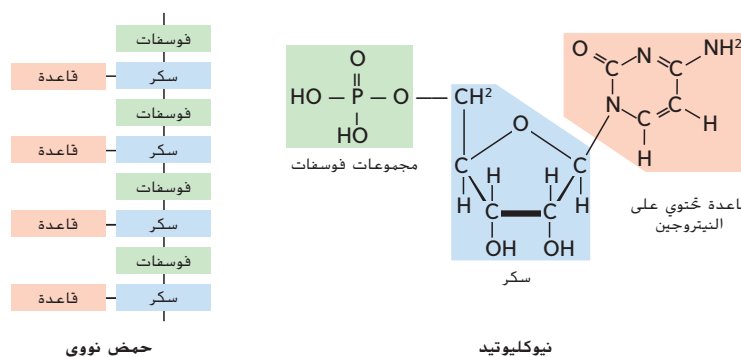 فوسفات
سكر
قاعدة
فوسفات
سكر
قاعدة
فوسفات
سكر
قاعدة
فوسفات
سكر
قاعدة
حمض نووي
O
HO — P — O — CH²
HO
مجموعات فوسفات
O
C
C
H
H
H
H
C
C
OH
OH
سكر
O
N
NH²
C
C
N
C
C
H
H
اعدة تحتوي على
النيتروجين
نيوكليوتيد